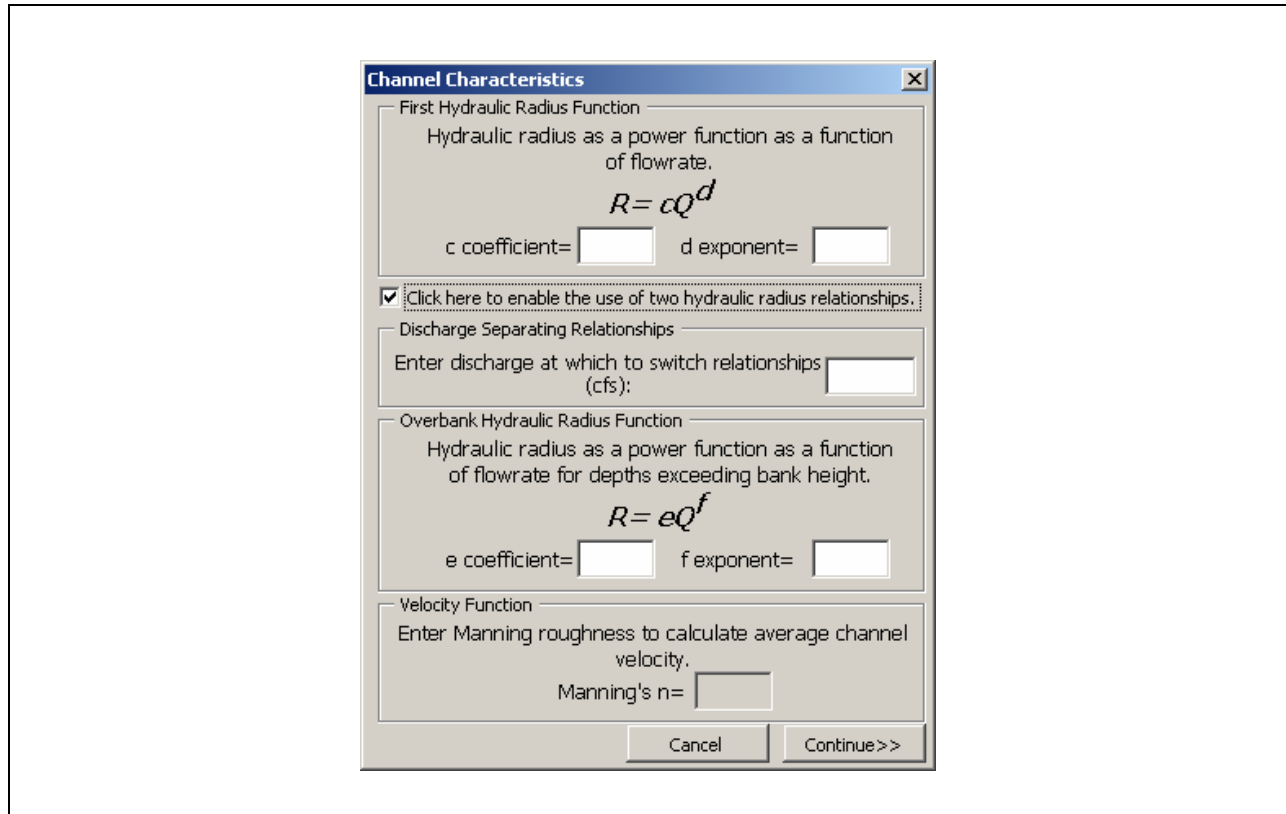 Channel Characteristics
First Hydraulic Radius Function
Hydraulic radius as a power function as a function
of flowrate.
R= cQ^d
c coefficient= d exponent=
Click here to enable the use of two hydraulic radius relationships.
Discharge Separating Relationships
Enter discharge at which to switch relationships
(cfs):
Overbank Hydraulic Radius Function
Hydraulic radius as a power function as a function
of flowrate for depths exceeding bank height.
R= eQ^f
e coefficient= f exponent=
Velocity Function
Enter Manning roughness to calculate average channel
velocity.
Manning's n=
Cancel Continue>>